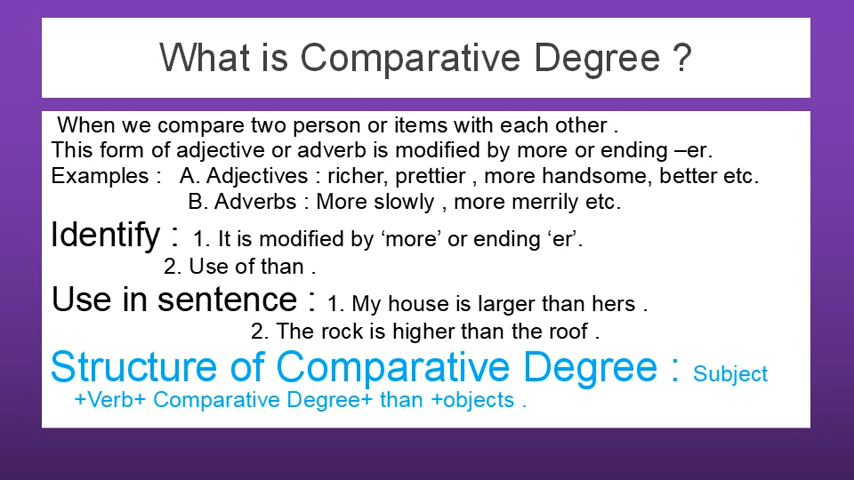 What is Comparative Degree ?
When we compare two person or items with each other .
This form of adjective or adverb is modified by more or ending –er.
Examples : A. Adjectives : richer, prettier , more handsome, better etc.
B. Adverbs : More slowly , more merrily etc.
Identify : 1. It is modified by ‘more’ or ending ‘er’.
2. Use of than .
Use in sentence : 1. My house is larger than hers .
2. The rock is higher than the roof .
Structure of Comparative Degree : Subject
+Verb+ Comparative Degree+ than +objects .